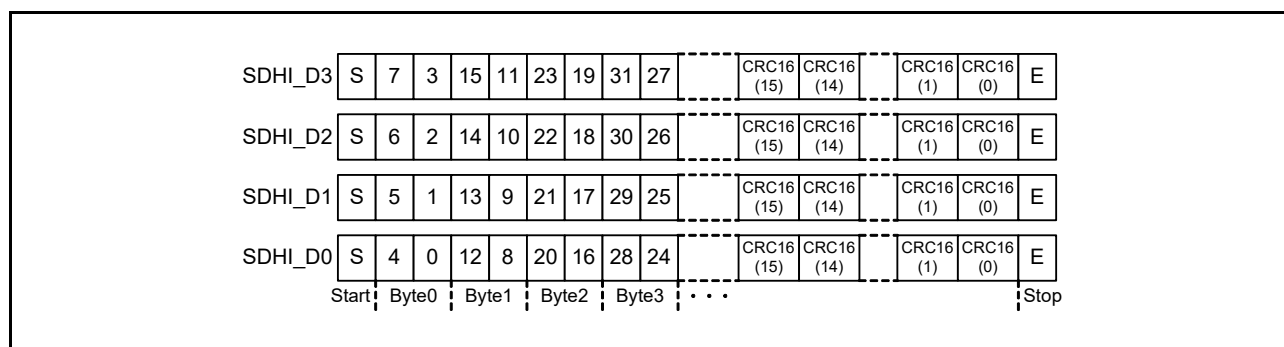 SDHI_D3 S 7 3 15 11 23 19 31 27 CRC16 (15) CRC16 (14) CRC16 (1) CRC16 (0) E
SDHI_D2 S 6 2 14 10 22 18 30 26 CRC16 (15) CRC16 (14) CRC16 (1) CRC16 (0) E
SDHI_D1 S 5 1 13 9 21 17 29 25 CRC16 (15) CRC16 (14) CRC16 (1) CRC16 (0) E
SDHI_D0 S 4 0 12 8 20 16 28 24 CRC16 (15) CRC16 (14) CRC16 (1) CRC16 (0) E
Start Byte0 Byte1 Byte2 Byte3 · · · Stop